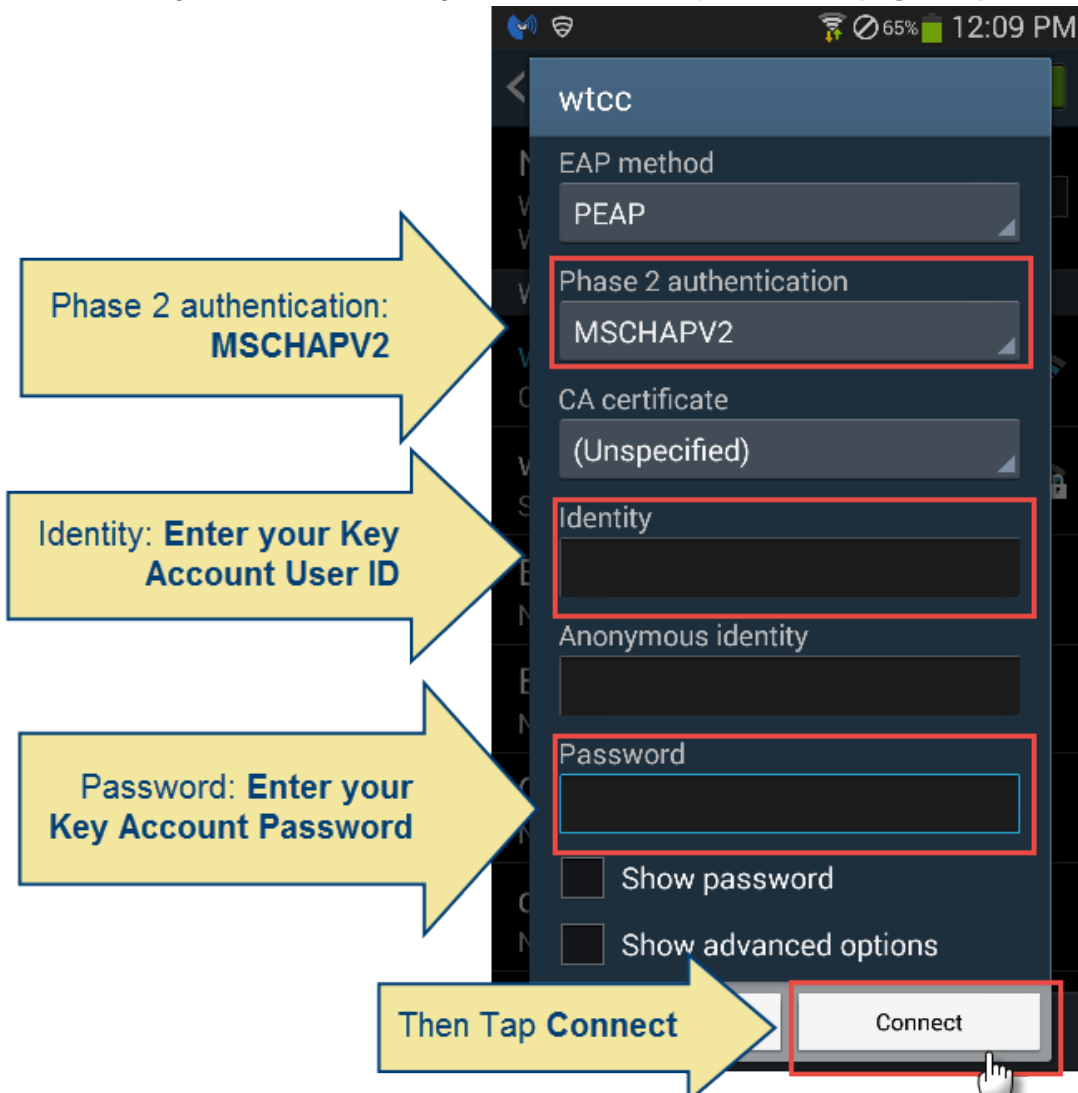 65% 12:09 PM
wtcc
EAP method
PEAP
Phase 2 authentication:
MSCHAPV2
Phase 2 authentication
MSCHAPV2
CA certificate
(Unspecified)
Identity: Enter your Key
Account User ID
Identity
Anonymous identity
Password: Enter your
Key Account Password
Password
Show password
Show advanced options
Then Tap Connect
Connect